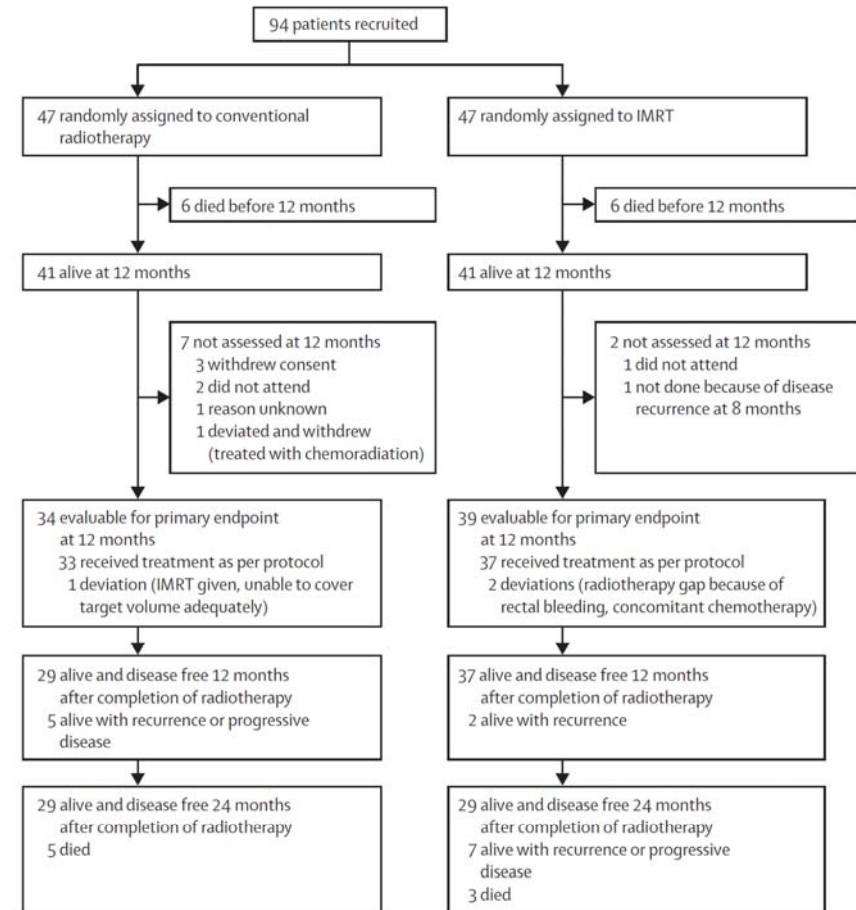 94 patients recruited
47 randomly assigned to conventional
radiotherapy
47 randomly assigned to IMRT
6 died before 12 months
6 died before 12 months
41 alive at 12 months
41 alive at 12 months
7 not assessed at 12 months
3 withdrew consent
2 did not attend
1 reason unknown
1 deviated and withdrew
(treated with chemoradiation)
2 not assessed at 12 months
1 did not attend
1 not done because of disease
recurrence at 8 months
34 evaluable for primary endpoint
at 12 months
33 received treatment as per protocol
1 deviation (IMRT given, unable to cover
target volume adequately)
39 evaluable for primary endpoint
at 12 months
37 received treatment as per protocol
2 deviations (radiotherapy gap because of
rectal bleeding, concomitant chemotherapy)
29 alive and disease free 12 months
after completion of radiotherapy
5 alive with recurrence or progressive
disease
37 alive and disease free 12 months
after completion of radiotherapy
2 alive with recurrence
29 alive and disease free 24 months
after completion of radiotherapy
5 died
29 alive and disease free 24 months
after completion of radiotherapy
7 alive with recurrence or progressive
disease
3 died